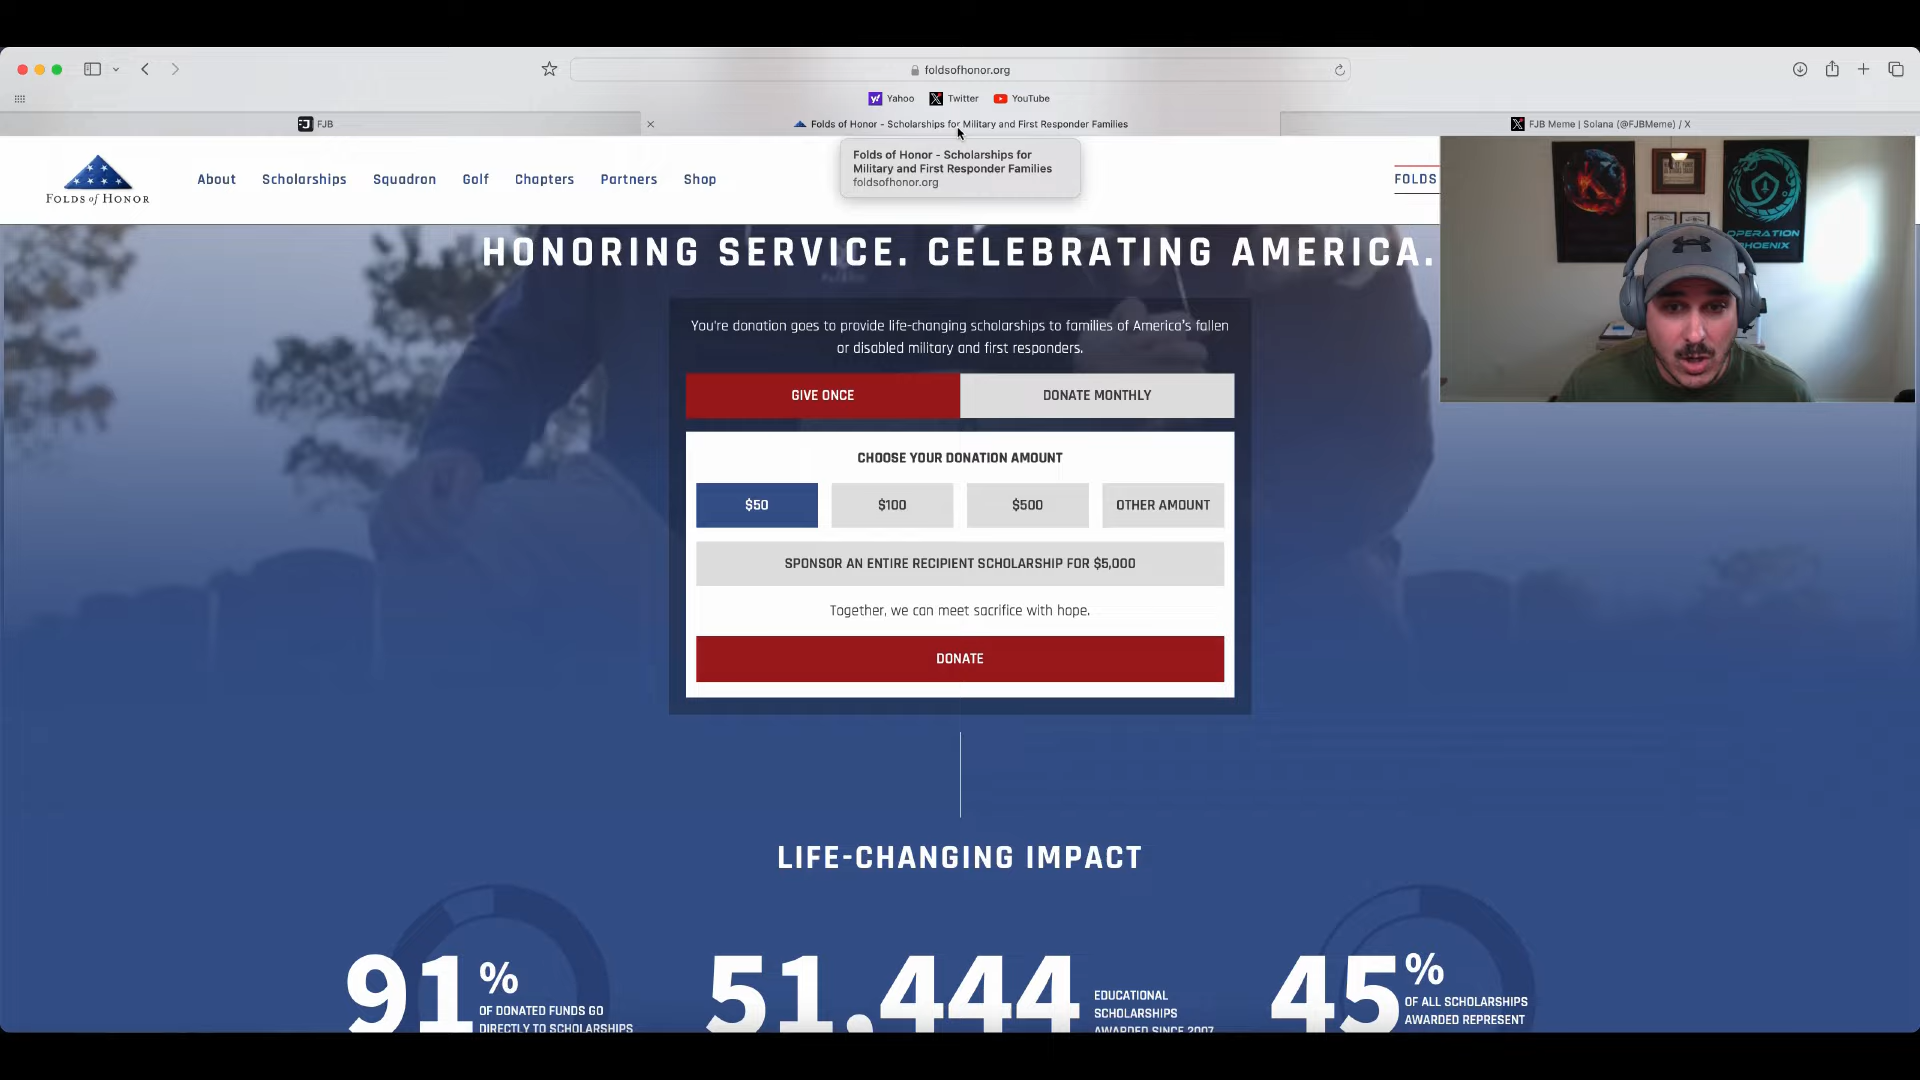 foldsofhonor.org
Yahoo
Twitter
YouTube
FJB
Folds of Honor - Scholarships for Military and First Responder Families
FJB Meme | Solana (@FJBMeme) / X
Folds of Honor - Scholarships for
Military and First Responder Families
foldsofhonor.org
FOLDS of HONOR
About
Scholarships
Squadron
Golf
Chapters
Partners
Shop
FOLDS
OPERATION
PHOENIX
HONORING SERVICE. CELEBRATING AMERICA.
You're donation goes to provide life-changing scholarships to families of America's fallen
or disabled military and first responders.
GIVE ONCE
DONATE MONTHLY
CHOOSE YOUR DONATION AMOUNT
$50
$100
$500
OTHER AMOUNT
SPONSOR AN ENTIRE RECIPIENT SCHOLARSHIP FOR $5,000
Together, we can meet sacrifice with hope.
DONATE
LIFE-CHANGING IMPACT
91%
OF DONATED FUNDS GO
DIRECTLY TO SCHOLARSHIPS
51,444
EDUCATIONAL
SCHOLARSHIPS
AWARDED SINCE 2007
45%
OF ALL SCHOLARSHIPS
AWARDED REPRESENT